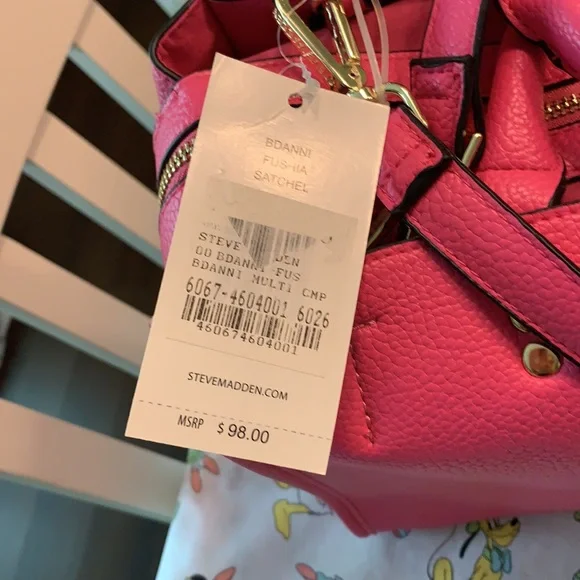 BDANNI
FUSHIA
SATCHEL
STEVE DEN
00 BDANNI FUS
BDANNI MULTI CMP
6067-4604001 6026
460674604001
STEVEMADDEN.COM
MSRP $ 98.00